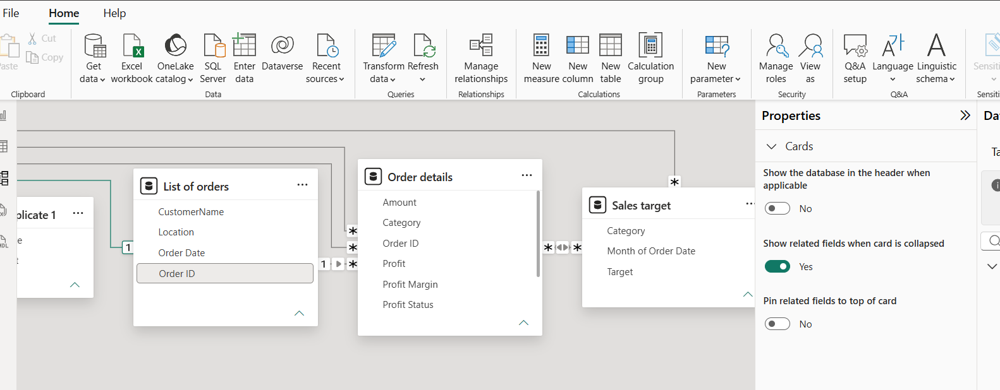 File Home Help
Cut
Copy
Get data
Excel workbook
OneLake catalog
SQL Server
Enter data
Dataverse
Recent sources
Transform data
Refresh
Manage relationships
New measure
New column
New table
Calculation group
New parameter
Manage roles
View as
Q&A setup
Language
Linguistic schema
Clipboard
Data
Queries
Relationships
Calculations
Parameters
Security
Q&A
plicate 1
1
List of orders
CustomerName
Location
Order Date
Order ID
1
*
*
*
Order details
Amount
Category
Order ID
Profit
Profit Margin
Profit Status
*
*
*
Sales target
Category
Month of Order Date
Target
Properties
Cards
Show the database in the header when
applicable
No
Show related fields when card is collapsed
Yes
Pin related fields to top of card
No